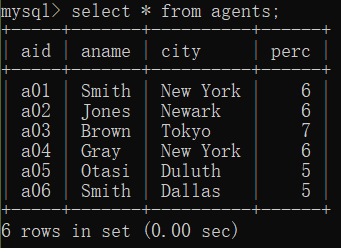 mysql> select * from agents;
+-----+-------+----------+------+
| aid | aname | city     | perc |
+-----+-------+----------+------+
| a01 | Smith | New York |    6 |
| a02 | Jones | Newark   |    6 |
| a03 | Brown | Tokyo    |    7 |
| a04 | Gray  | New York |    6 |
| a05 | Otasi | Duluth   |    5 |
| a06 | Smith | Dallas   |    5 |
+-----+-------+----------+------+
6 rows in set (0.00 sec)